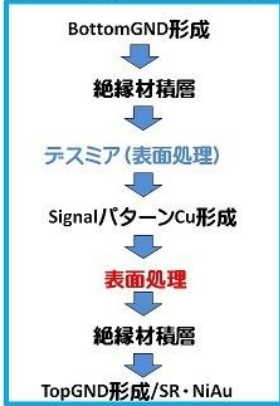 BottomGND形成
絶縁材積層
デスミア(表面処理)
SignalパターンCu形成
表面処理
絶縁材積層
TopGND形成/SR・NiAu